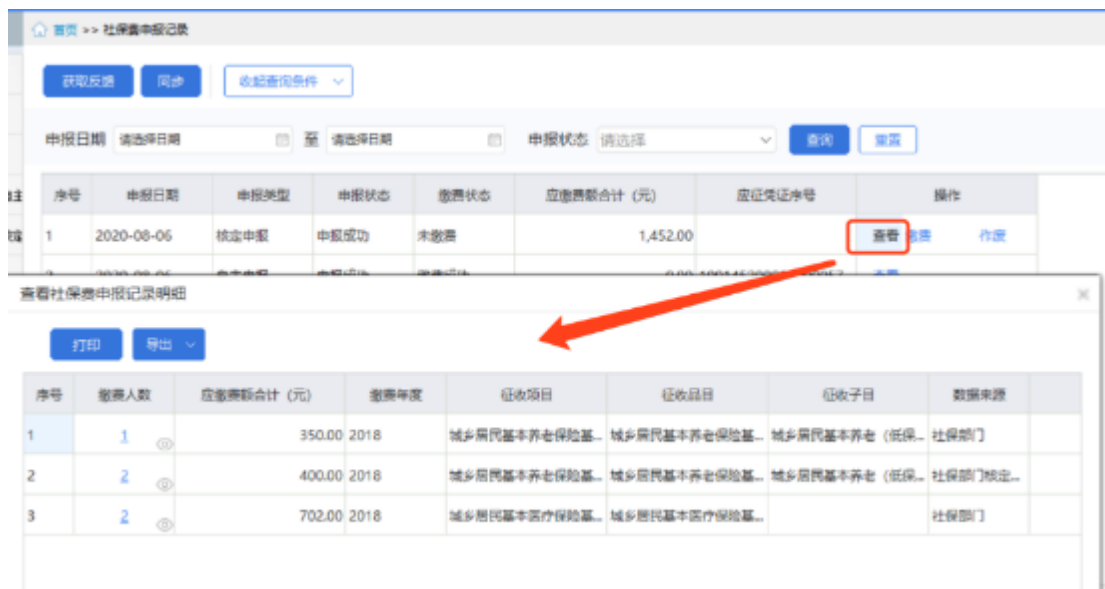 首页 >> 社保费申报记录
获取反馈 同步 收起查询条件
申报日期 请选择日期 至 请选择日期 申报状态 请选择 查询 重置
序号 申报日期 申报类型 申报状态 缴费状态 应缴费额合计（元） 应征凭证序号 操作
1 2020-08-06 核定申报 申报成功 未缴费 1,452.00 查看 缴费 作废
查看社保费申报记录明细
打印 导出
序号 缴费人数 应缴费额合计（元） 缴费年度 征收项目 征收品目 征收子目 数据来源
1 1 350.00 2018 城乡居民基本养老保险基... 城乡居民基本养老保险基... 城乡居民基本养老（低保... 社保部门
2 2 400.00 2018 城乡居民基本养老保险基... 城乡居民基本养老保险基... 城乡居民基本养老（低保... 社保部门核定...
3 2 702.00 2018 城乡居民基本医疗保险基... 城乡居民基本医疗保险基... 社保部门